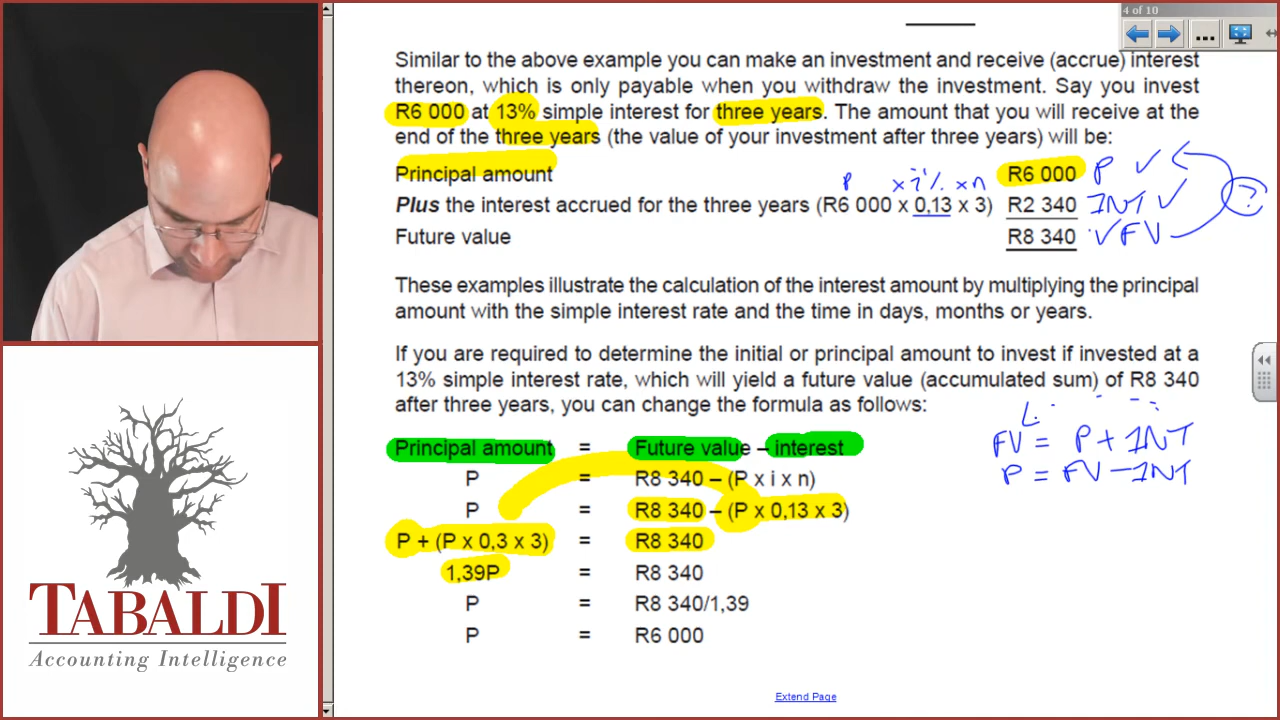 4 of 10
Similar to the above example you can make an investment and receive (accrue) interest
thereon, which is only payable when you withdraw the investment. Say you invest
R6 000 at 13% simple interest for three years. The amount that you will receive at the
end of the three years (the value of your investment after three years) will be:
Principal amount R6 000 P ✓
P × i% × n
Plus the interest accrued for the three years (R6 000 x 0,13 x 3) R2 340 INT ✓ ?
Future value R8 340 ✓ FV
These examples illustrate the calculation of the interest amount by multiplying the principal
amount with the simple interest rate and the time in days, months or years.
If you are required to determine the initial or principal amount to invest if invested at a
13% simple interest rate, which will yield a future value (accumulated sum) of R8 340
after three years, you can change the formula as follows:
Principal amount = Future value – interest
FV = P + INT
P = R8 340 – (P x i x n)
P = FV – INT
P = R8 340 – (P x 0,13 x 3)
P + (P x 0,3 x 3) = R8 340
1,39P = R8 340
P = R8 340/1,39
P = R6 000
Extend Page
TABALDI
Accounting Intelligence